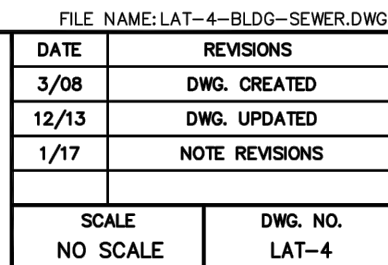 FILE NAME: LAT-4-BLDG-SEWER.DWG
DATE REVISIONS
3/08 DWG. CREATED
12/13 DWG. UPDATED
1/17 NOTE REVISIONS
SCALE DWG. NO.
NO SCALE LAT-4